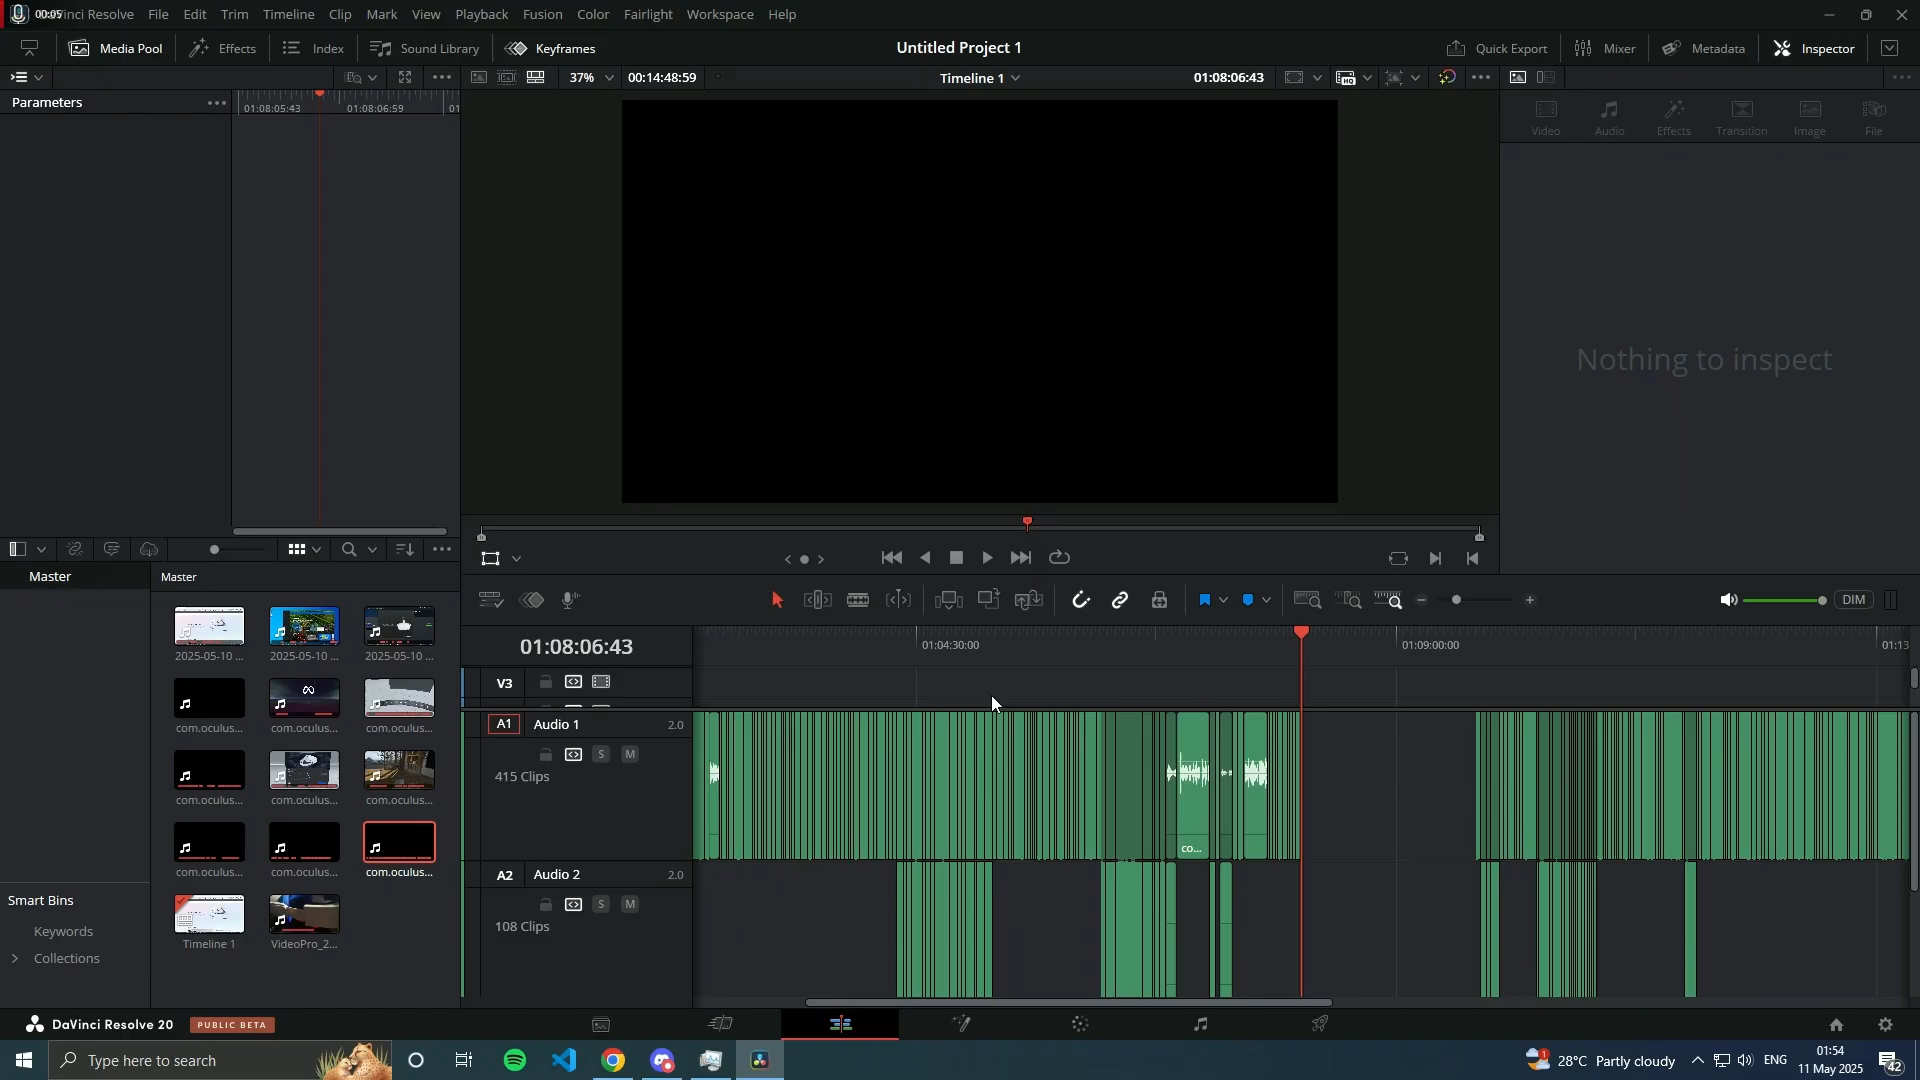 00:05
DaVinci Resolve File Edit Trim Timeline Clip Mark View Playback Fusion Color Fairlight Workspace Help
Media Pool Effects Index Sound Library Keyframes Untitled Project 1 Quick Export Mixer Metadata Inspector
37% 00:14:48:59 Timeline 1 01:08:06:43
Parameters 01:08:05:43 01:08:06:59 01
Video Audio Effects Transition Image File
Nothing to inspect
Master Master
2025-05-10 ... 2025-05-10 ... 2025-05-10 ...
com.oculus... com.oculus... com.oculus...
com.oculus... com.oculus... com.oculus...
com.oculus... com.oculus... com.oculus...
Timeline 1 VideoPro_2...
Smart Bins
Keywords
Collections
DIM
01:08:06:43 01:04:30:00 01:09:00:00 01:13
V3
A1 Audio 1 2.0
S M
415 Clips
co...
A2 Audio 2 2.0
S M
108 Clips
DaVinci Resolve 20 PUBLIC BETA
Type here to search
28°C Partly cloudy ENG
01:54
11 May 2025
42